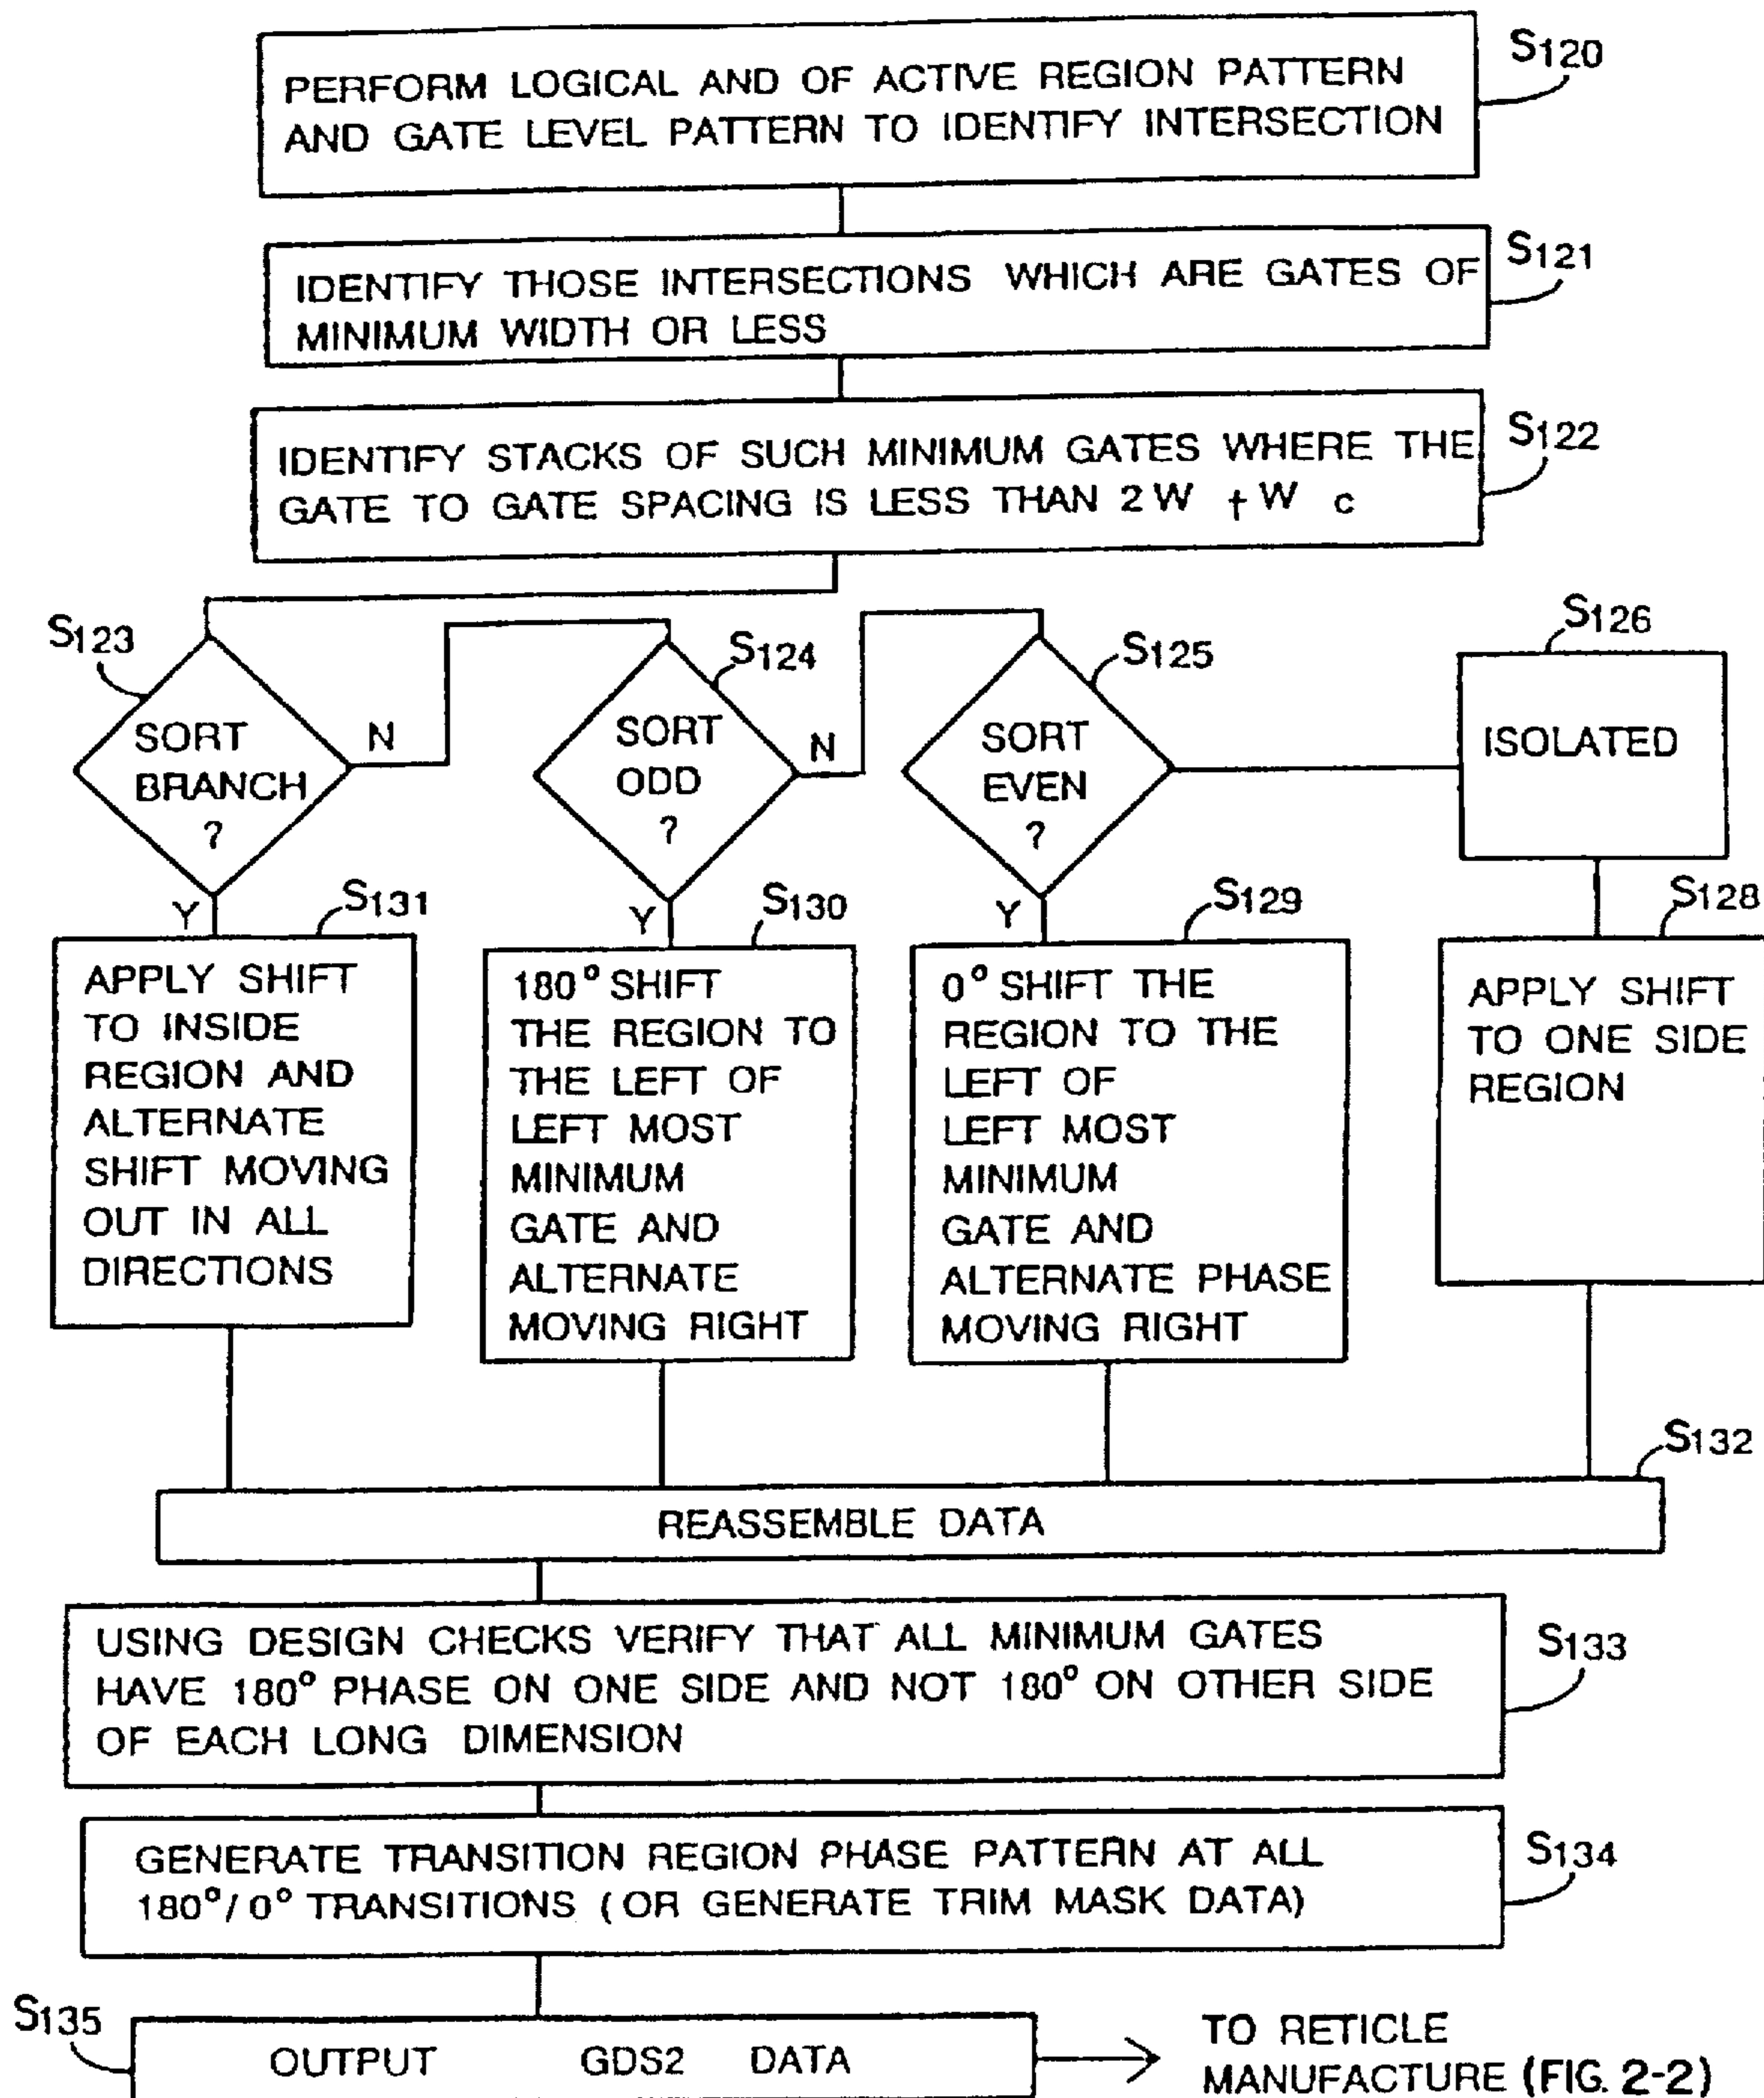 S120
PERFORM LOGICAL AND OF ACTIVE REGION PATTERN
AND GATE LEVEL PATTERN TO IDENTIFY INTERSECTION
S121
IDENTIFY THOSE INTERSECTIONS WHICH ARE GATES OF
MINIMUM WIDTH OR LESS
S122
IDENTIFY STACKS OF SUCH MINIMUM GATES WHERE THE
GATE TO GATE SPACING IS LESS THAN 2 W † W c
S123
SORT
BRANCH
?
N
Y
S124
SORT
ODD
?
N
Y
S125
SORT
EVEN
?
Y
S126
ISOLATED
S131
APPLY SHIFT
TO INSIDE
REGION AND
ALTERNATE
SHIFT MOVING
OUT IN ALL
DIRECTIONS
S130
180° SHIFT
THE REGION TO
THE LEFT OF
LEFT MOST
MINIMUM
GATE AND
ALTERNATE
MOVING RIGHT
S129
0° SHIFT THE
REGION TO THE
LEFT OF
LEFT MOST
MINIMUM
GATE AND
ALTERNATE PHASE
MOVING RIGHT
S128
APPLY SHIFT
TO ONE SIDE
REGION
S132
REASSEMBLE DATA
S133
USING DESIGN CHECKS VERIFY THAT ALL MINIMUM GATES
HAVE 180° PHASE ON ONE SIDE AND NOT 180° ON OTHER SIDE
OF EACH LONG DIMENSION
S134
GENERATE TRANSITION REGION PHASE PATTERN AT ALL
180°/ 0° TRANSITIONS (OR GENERATE TRIM MASK DATA)
S135
OUTPUT GDS2 DATA
TO RETICLE
MANUFACTURE (FIG. 2-2)